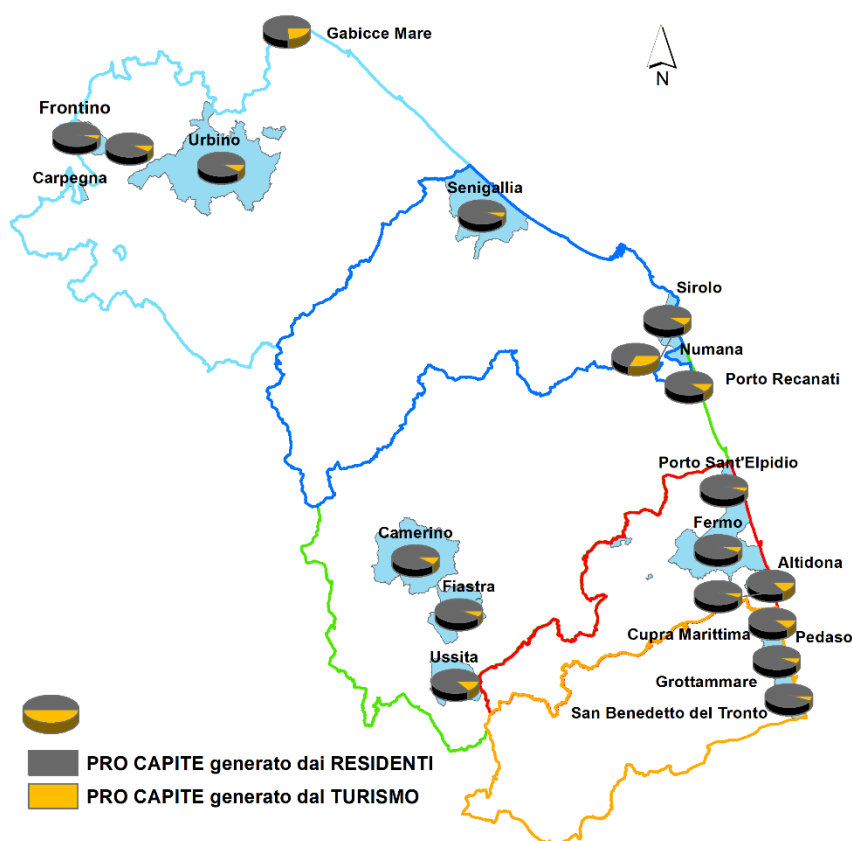 Gabicce Mare
N
Frontino
Urbino
Carpegna
Senigallia
Sirolo
Numana
Porto Recanati
Porto Sant'Elpidio
Fermo
Camerino
Altidona
Fiastra
Cupra Marittima
Pedaso
Ussita
Grottammare
San Benedetto del Tronto
PRO CAPITE generato dai RESIDENTI
PRO CAPITE generato dal TURISMO